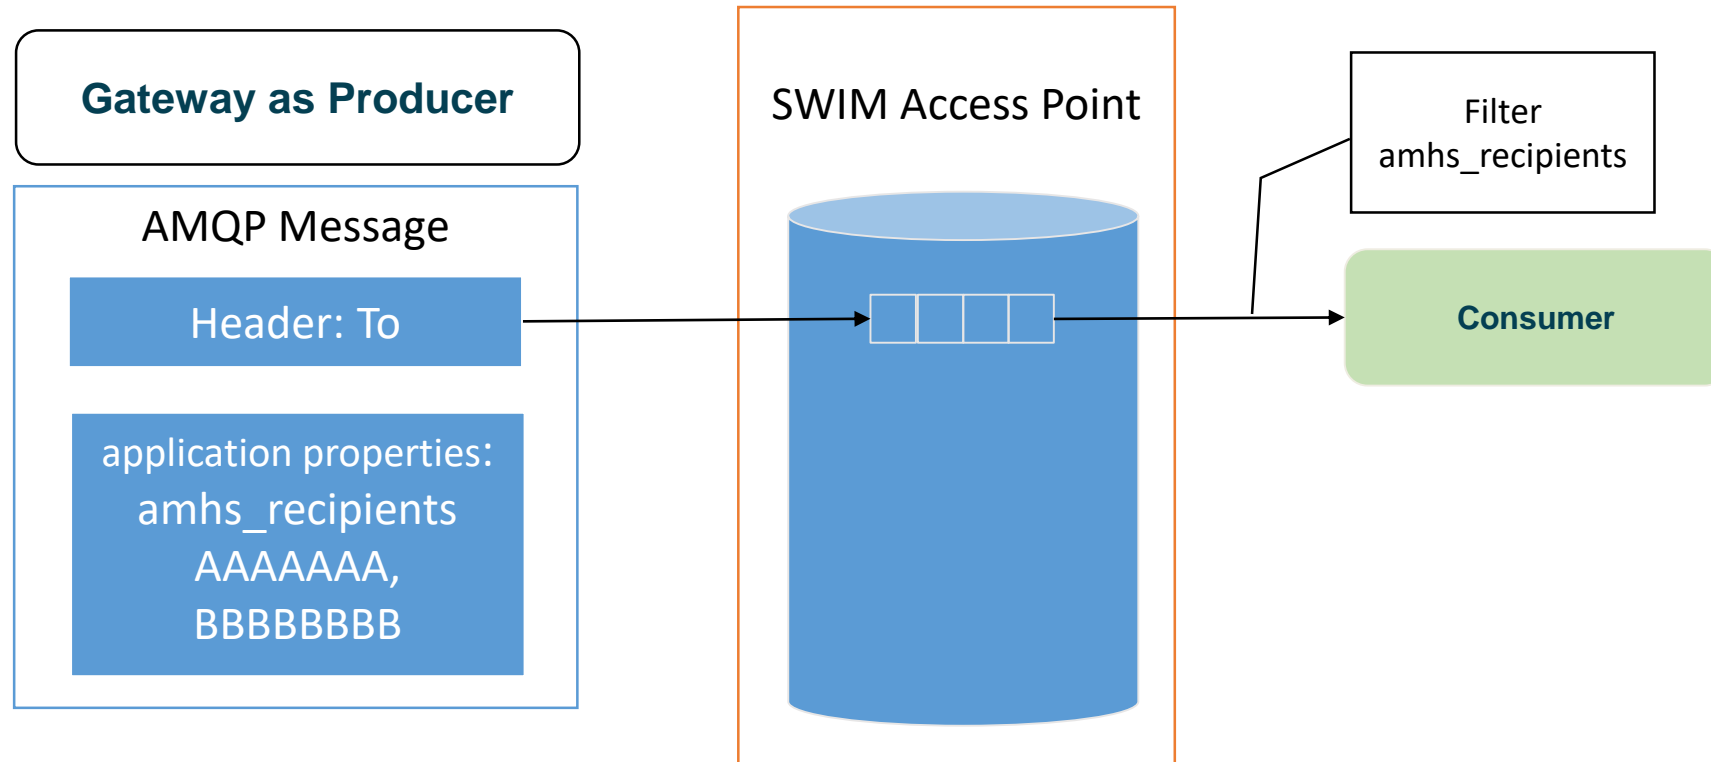 Gateway as Producer
AMQP Message
Header: To
application properties:
amhs_recipients
AAAAAAA,
BBBBBBBB
SWIM Access Point
Filter
amhs_recipients
Consumer